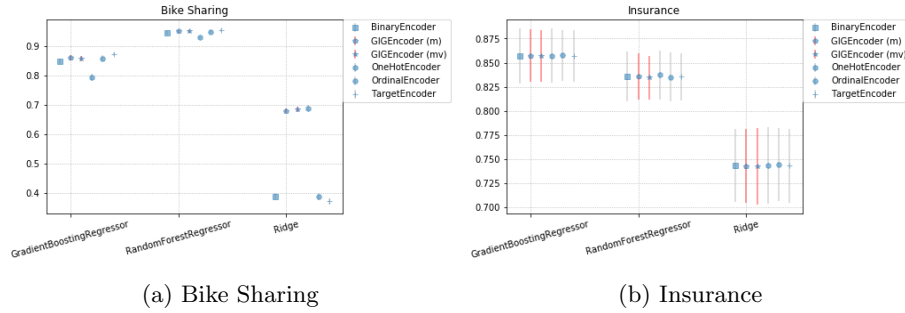 Bike Sharing
0.9
0.8
0.7
0.6
0.5
0.4
GradientBoostingRegressor
RandomForestRegressor
Ridge
BinaryEncoder
GIGEncoder (m)
GIGEncoder (mv)
OneHotEncoder
OrdinalEncoder
TargetEncoder
(a) Bike Sharing
Insurance
0.875
0.850
0.825
0.800
0.775
0.750
0.725
0.700
GradientBoostingRegressor
RandomForestRegressor
Ridge
BinaryEncoder
GIGEncoder (m)
GIGEncoder (mv)
OneHotEncoder
OrdinalEncoder
TargetEncoder
(b) Insurance